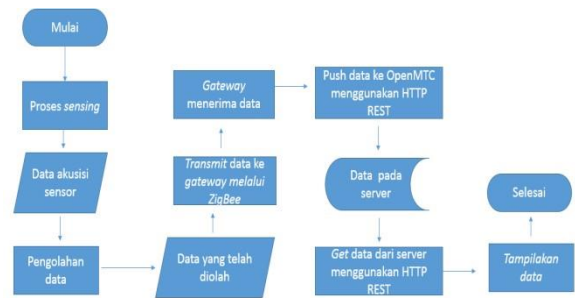 Mulai
Proses sensing
Data akusisi
sensor
Pengolahan
data
Data yang telah
diolah
Transmit data ke
gateway melalui
ZigBee
Gateway
menerima data
Push data ke OpenMTC
menggunakan HTTP
REST
Data pada
server
Get data dari server
menggunakan HTTP
REST
Tampilakan
data
Selesai